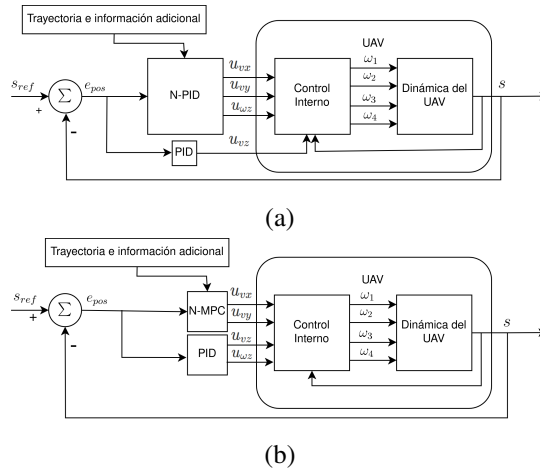 Trayectoria e información adicional
UAV
s_ref
e_pos
Σ
+
-
N-PID
u_vx
u_vy
u_ωz
PID
u_vz
Control
Interno
ω_1
ω_2
ω_3
ω_4
Dinámica del
UAV
s
(a)
Trayectoria e información adicional
UAV
s_ref
e_pos
Σ
+
-
N-MPC
u_vx
u_vy
PID
u_vz
u_ωz
Control
Interno
ω_1
ω_2
ω_3
ω_4
Dinámica del
UAV
s
(b)